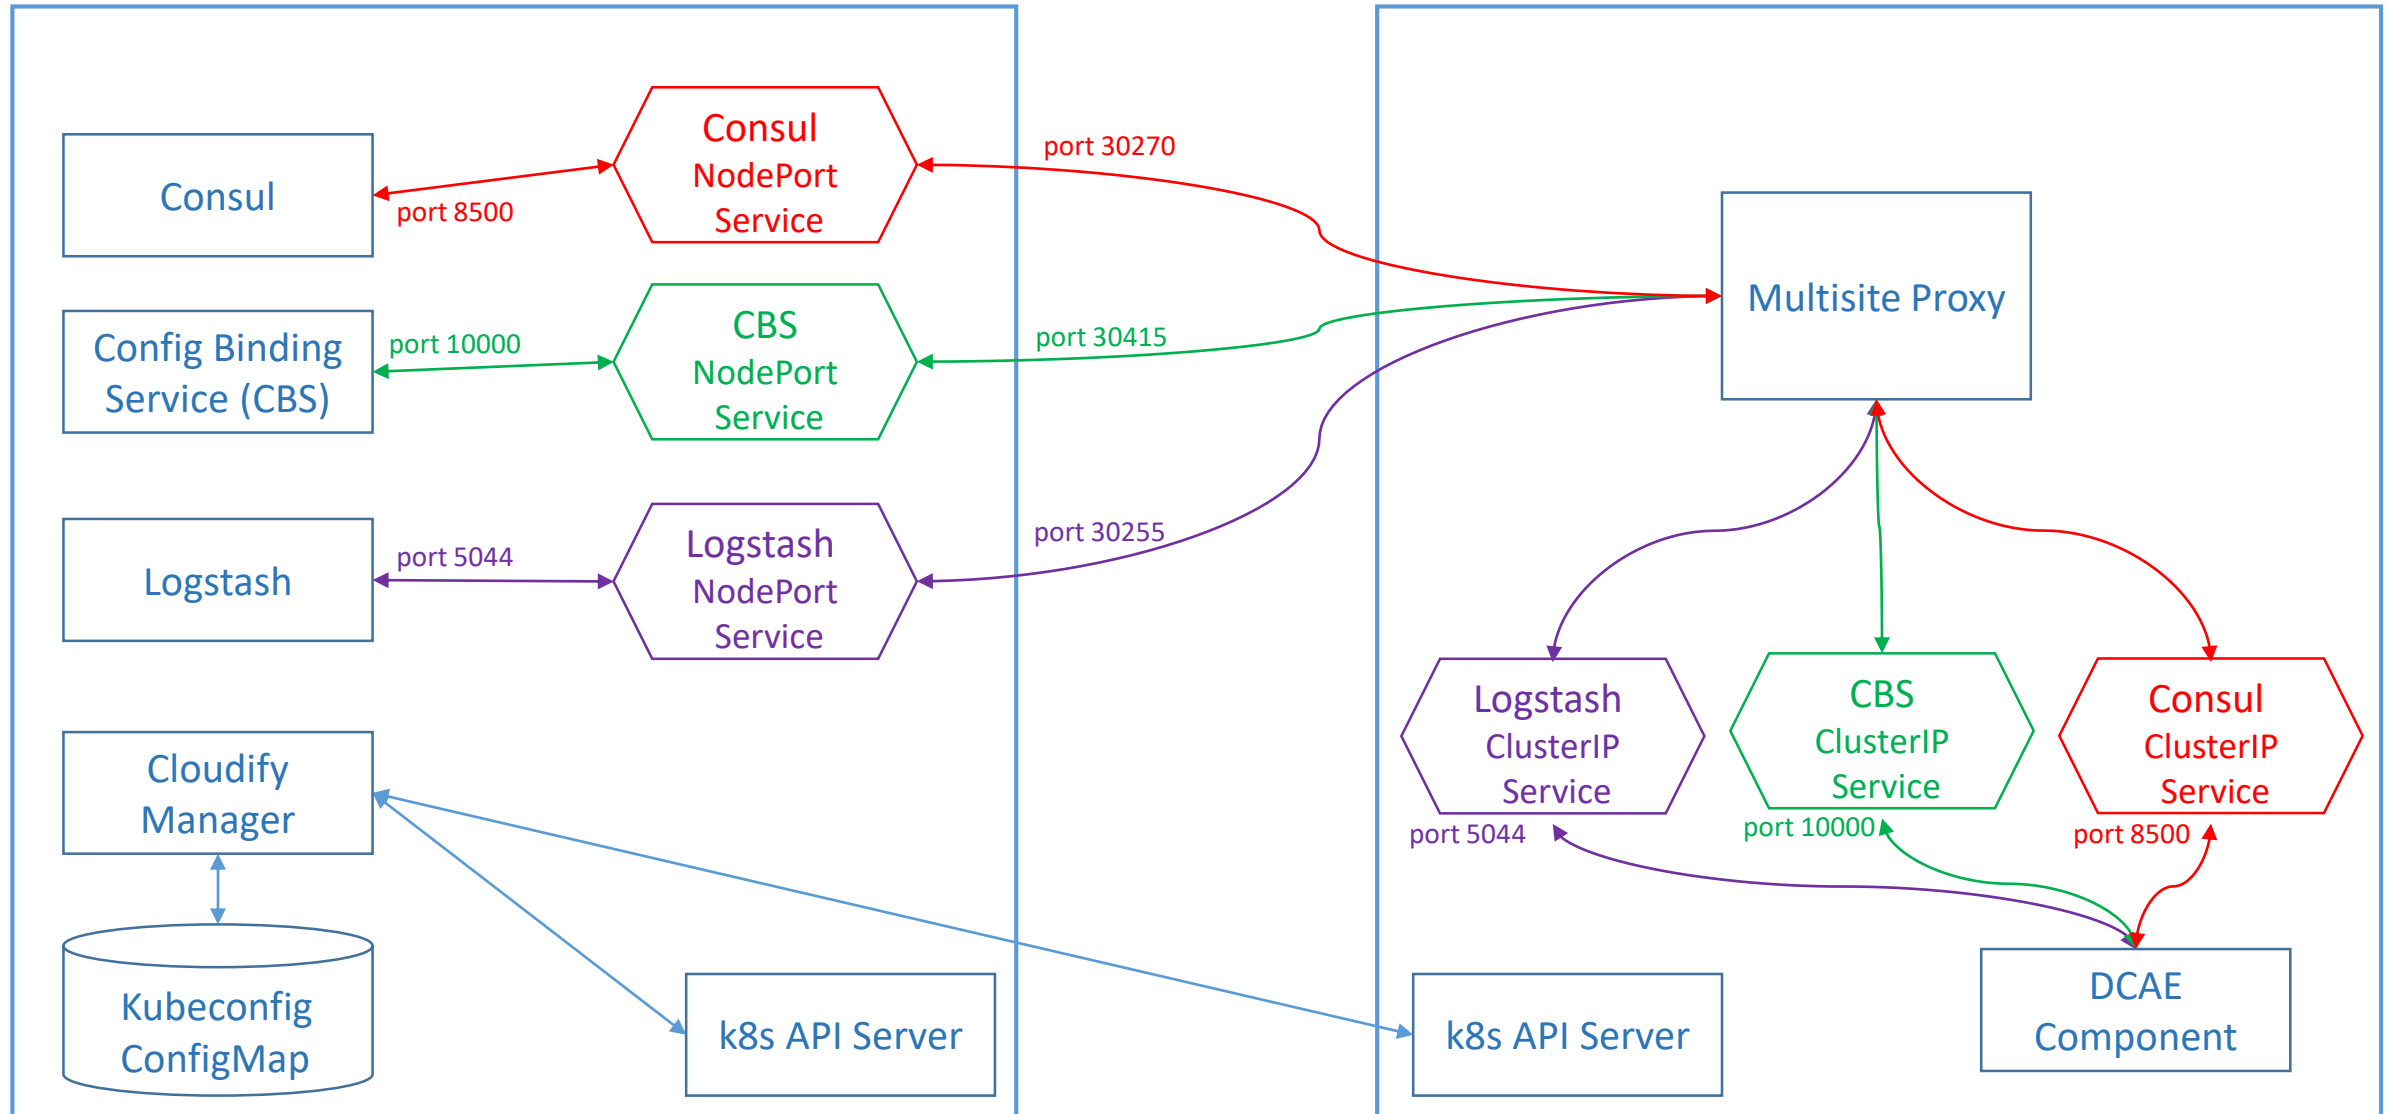 Consul
port 8500
Consul
NodePort
Service
port 30270
Multisite Proxy
Config Binding
Service (CBS)
port 10000
CBS
NodePort
Service
port 30415
Logstash
port 5044
Logstash
NodePort
Service
port 30255
Logstash
ClusterIP
Service
port 5044
CBS
ClusterIP
Service
port 10000
Consul
ClusterIP
Service
port 8500
Cloudify
Manager
Kubeconfig
ConfigMap
k8s API Server
k8s API Server
DCAE
Component